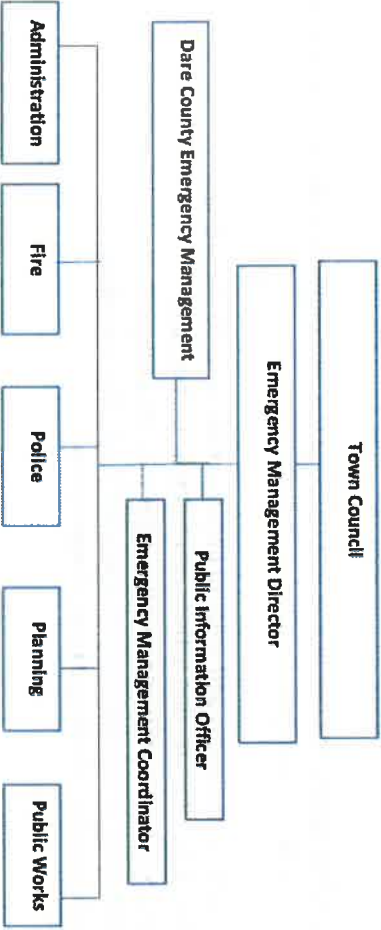 Town Council
Emergency Management Director
Dare County Emergency Management
Public Information Officer
Emergency Management Coordinator
Administration
Fire
Police
Planning
Public Works